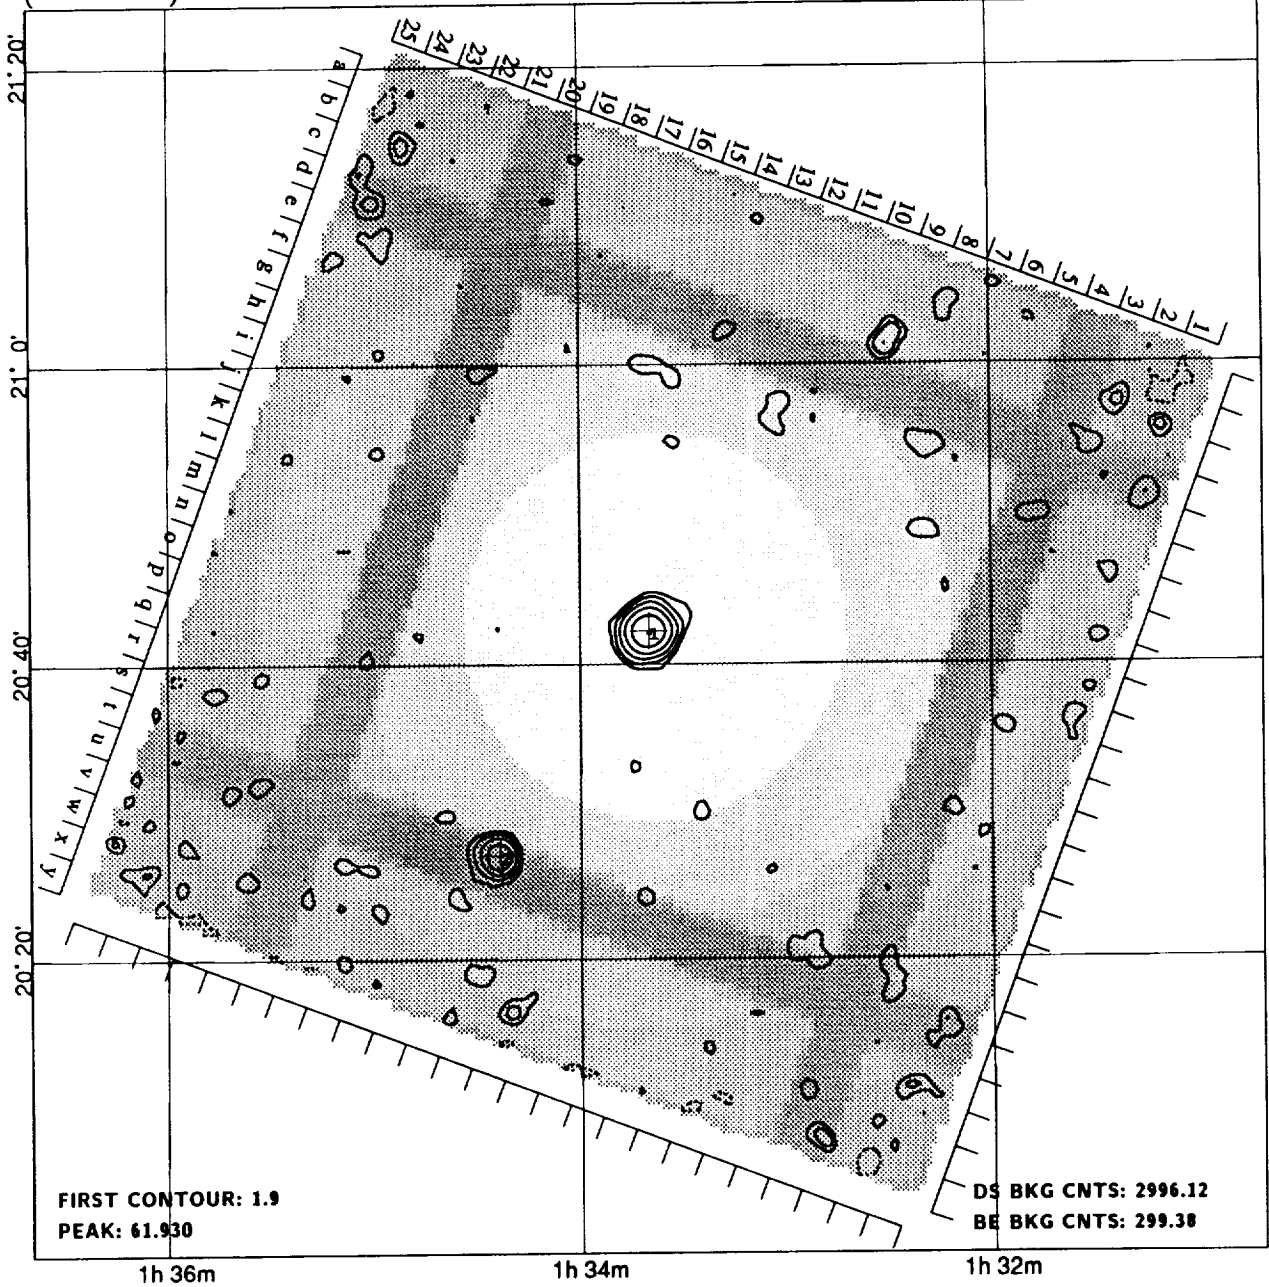 25 24 23 22 21 20 19 18 17 16 15 14 13 12 11 10 9 8 7 6 5 4 3 2 1
a b c d e f g h i j k l m n o p q r s t u v w x y
21° 20'
21° 0'
20° 40'
20° 20'
1
FIRST CONTOUR: 1.9
PEAK: 61.930
DS BKG CNTS: 2996.12
BE BKG CNTS: 299.38
1h 36m
1h 34m
1h 32m